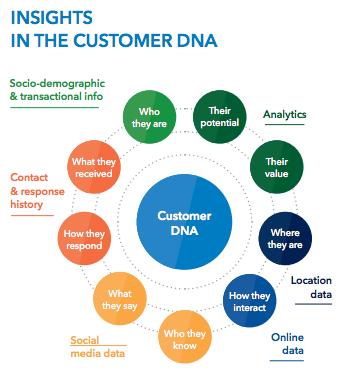 INSIGHTS
IN THE CUSTOMER DNA
Socio-demographic
& transactional info
Who
they are
Their
potential
Analytics
What they
received
Their
value
Contact
& response
history
Customer
DNA
How they
respond
Where
they are
What
they say
How they
interact
Location
data
Who they
know
Social
media data
Online
data